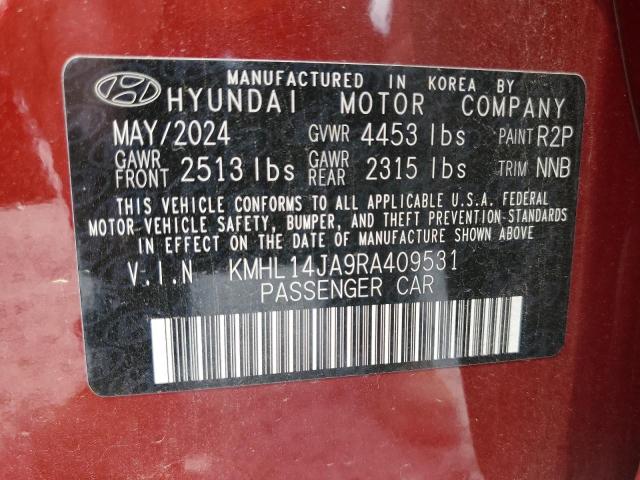 MANUFACTURED IN KOREA BY
HYUNDAI MOTOR COMPANY
MAY/2024 GVWR 4453 lbs PAINT R2P
GAWR FRONT 2513 lbs GAWR REAR 2315 lbs TRIM NNB
THIS VEHICLE CONFORMS TO ALL APPLICABLE U.S.A. FEDERAL
MOTOR VEHICLE SAFETY, BUMPER, AND THEFT PREVENTION-STANDARDS
IN EFFECT ON THE DATE OF MANUFACTURE SHOWN ABOVE.
V.I.N KMHL14JA9RA409531
PASSENGER CAR